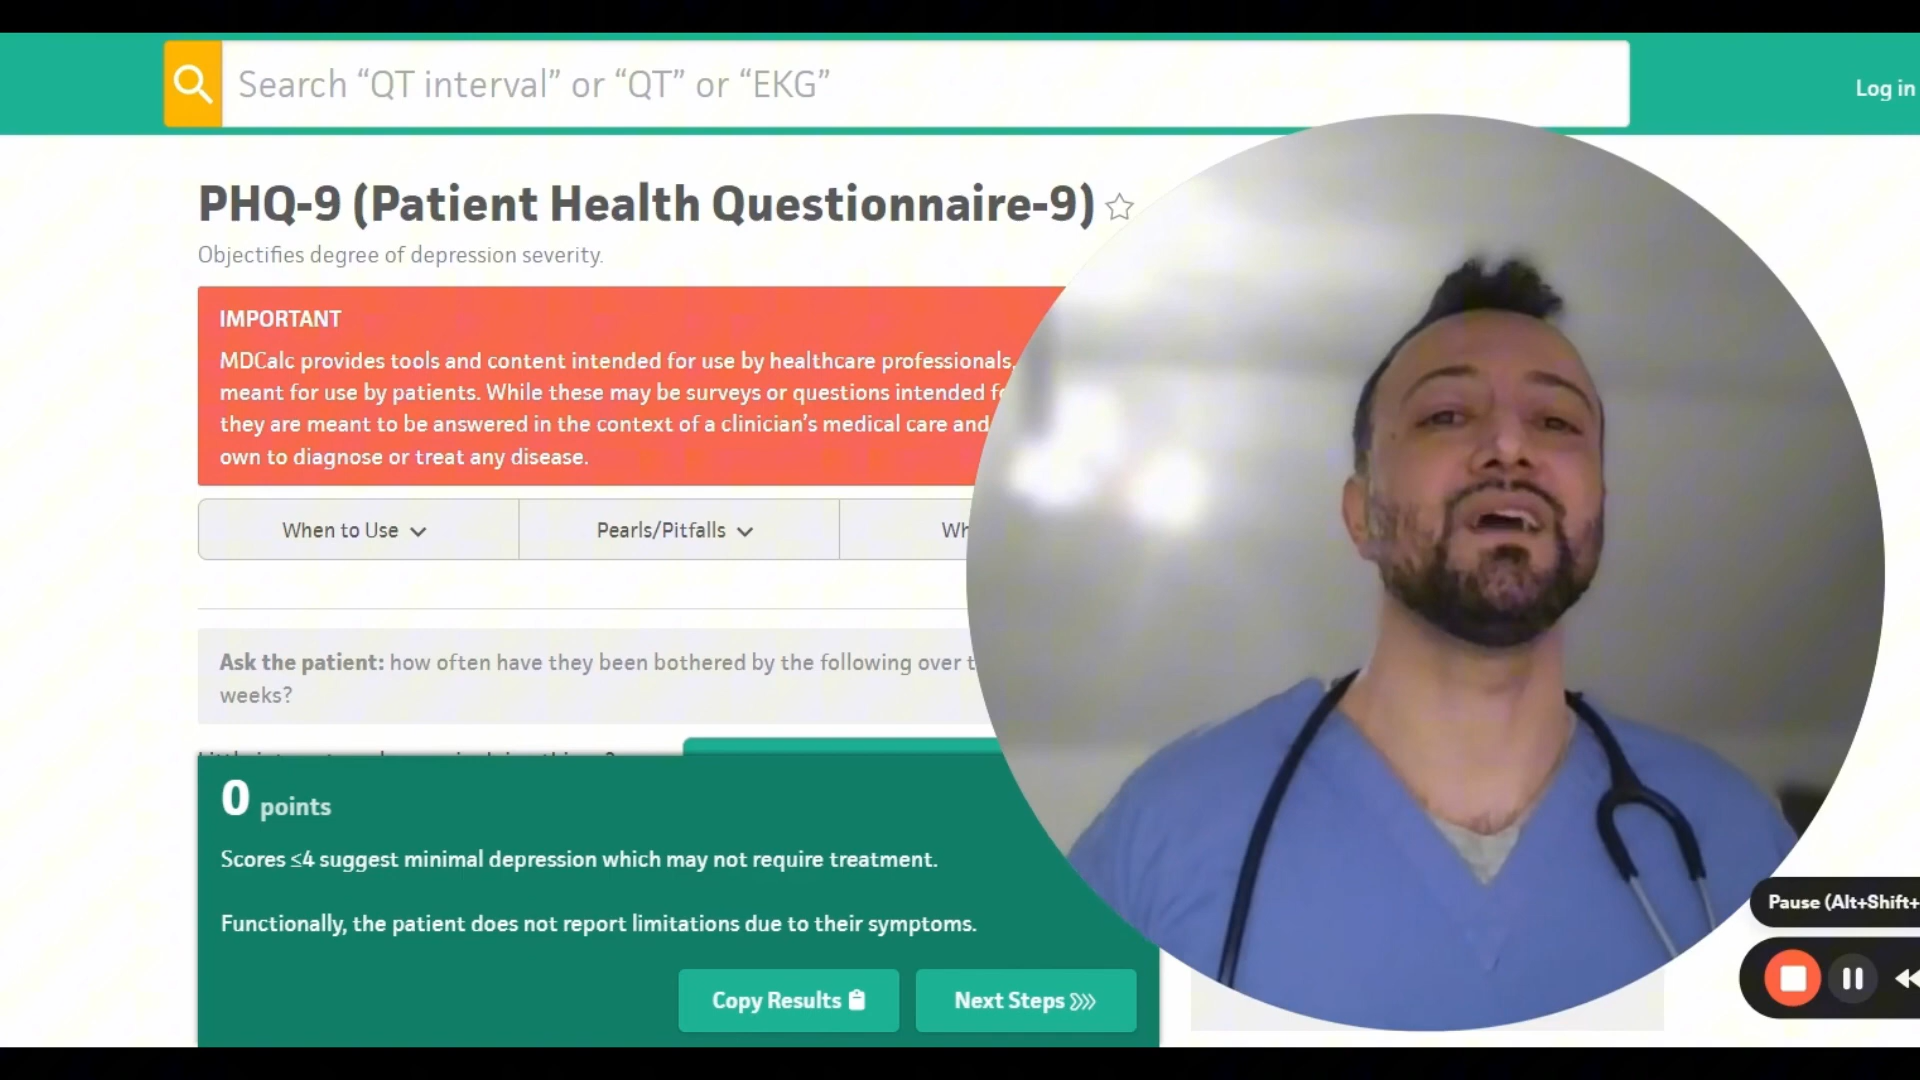 Search “QT interval” or “QT” or “EKG”
Log in
PHQ-9 (Patient Health Questionnaire-9)
Objectifies degree of depression severity.
IMPORTANT
MDCalc provides tools and content intended for use by healthcare professionals,
meant for use by patients. While these may be surveys or questions intended
they are meant to be answered in the context of a clinician’s medical care and
own to diagnose or treat any disease.
When to Use
Pearls/Pitfalls
Ask the patient: how often have they been bothered by the following over
weeks?
0 points
Scores ≤4 suggest minimal depression which may not require treatment.
Functionally, the patient does not report limitations due to their symptoms.
Copy Results
Next Steps
Pause (Alt+Shift+